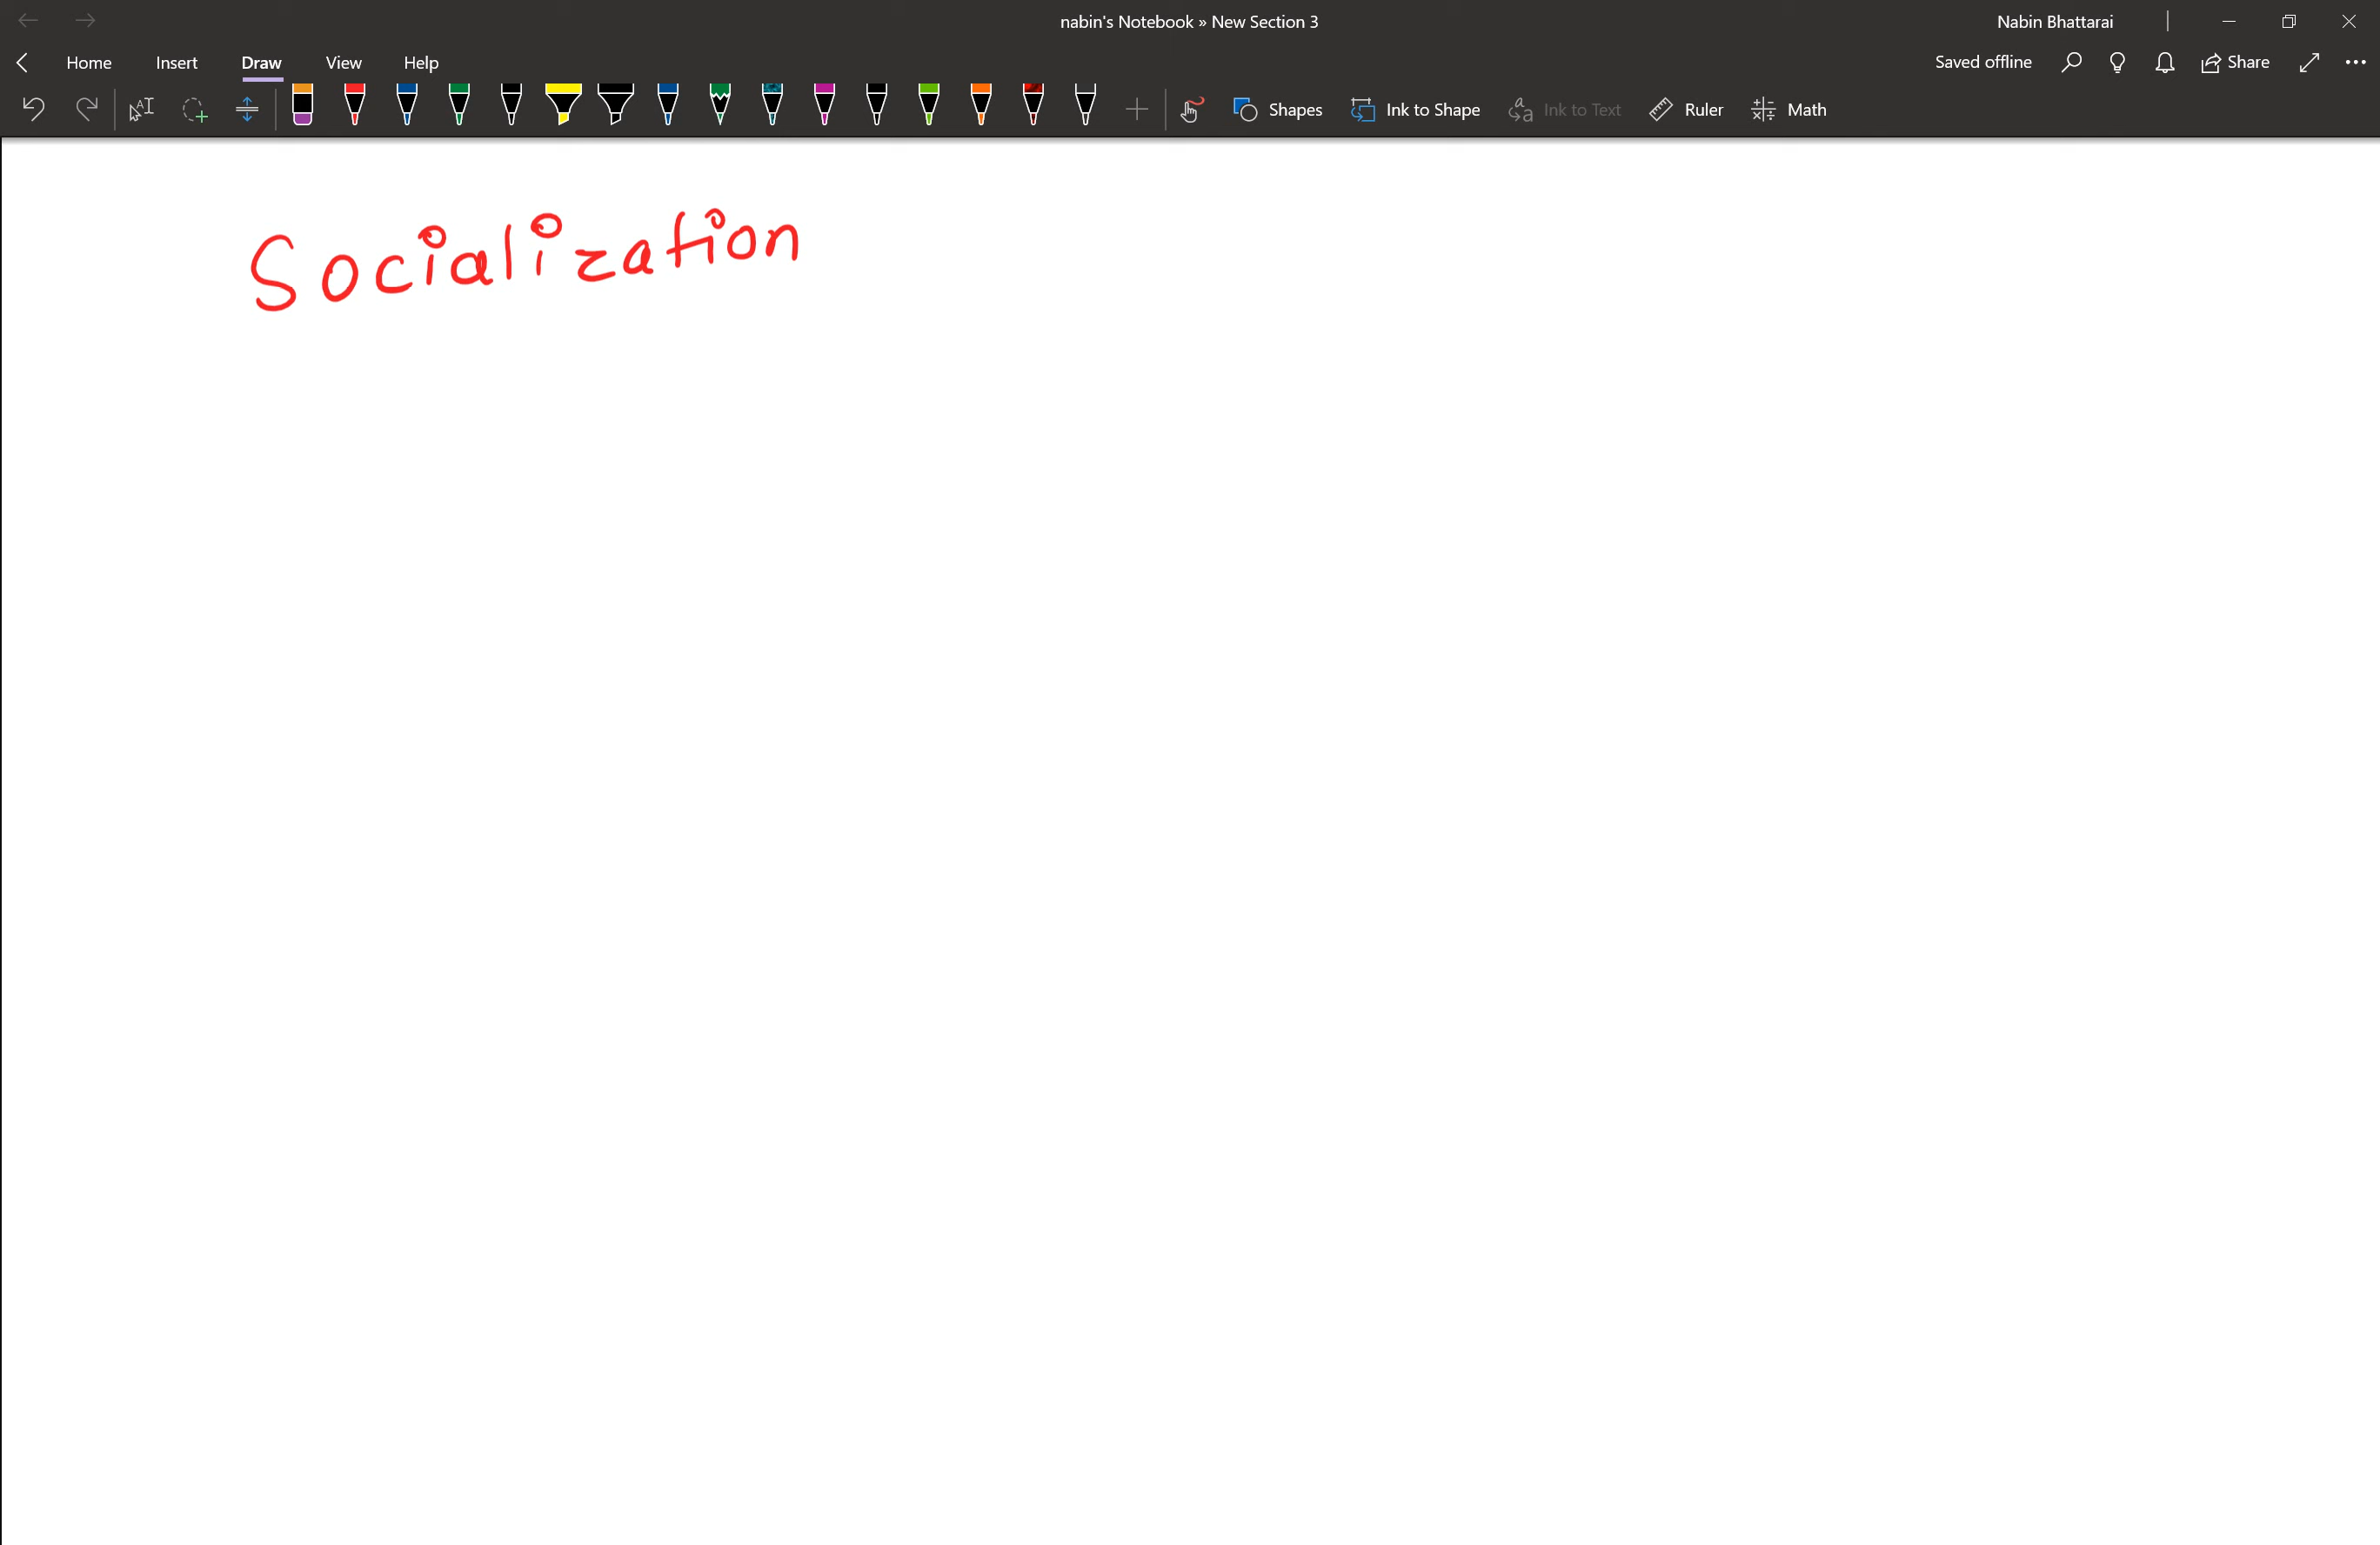 nabin's Notebook » New Section 3
Nabin Bhattarai
Home Insert Draw View Help
Saved offline
Share
Shapes Ink to Shape Ink to Text Ruler Math
Socialization